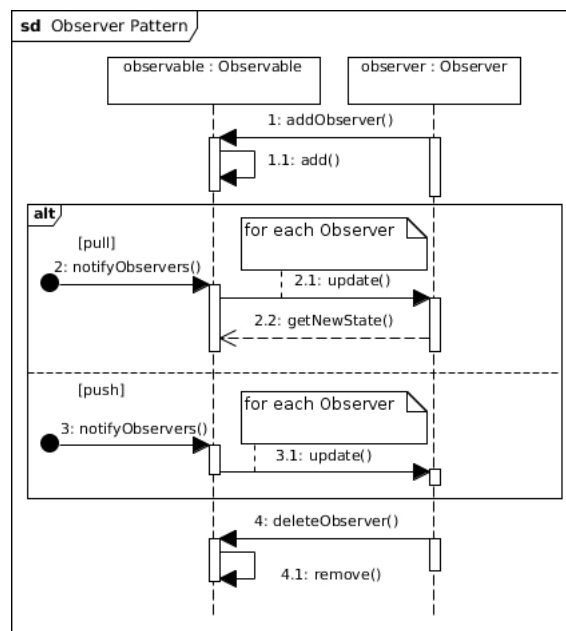 sd Observer Pattern
observable : Observable
observer : Observer
1: addObserver()
1.1: add()
alt
[pull]
for each Observer
2: notifyObservers()
2.1: update()
2.2: getNewState()
[push]
for each Observer
3: notifyObservers()
3.1: update()
4: deleteObserver()
4.1: remove()